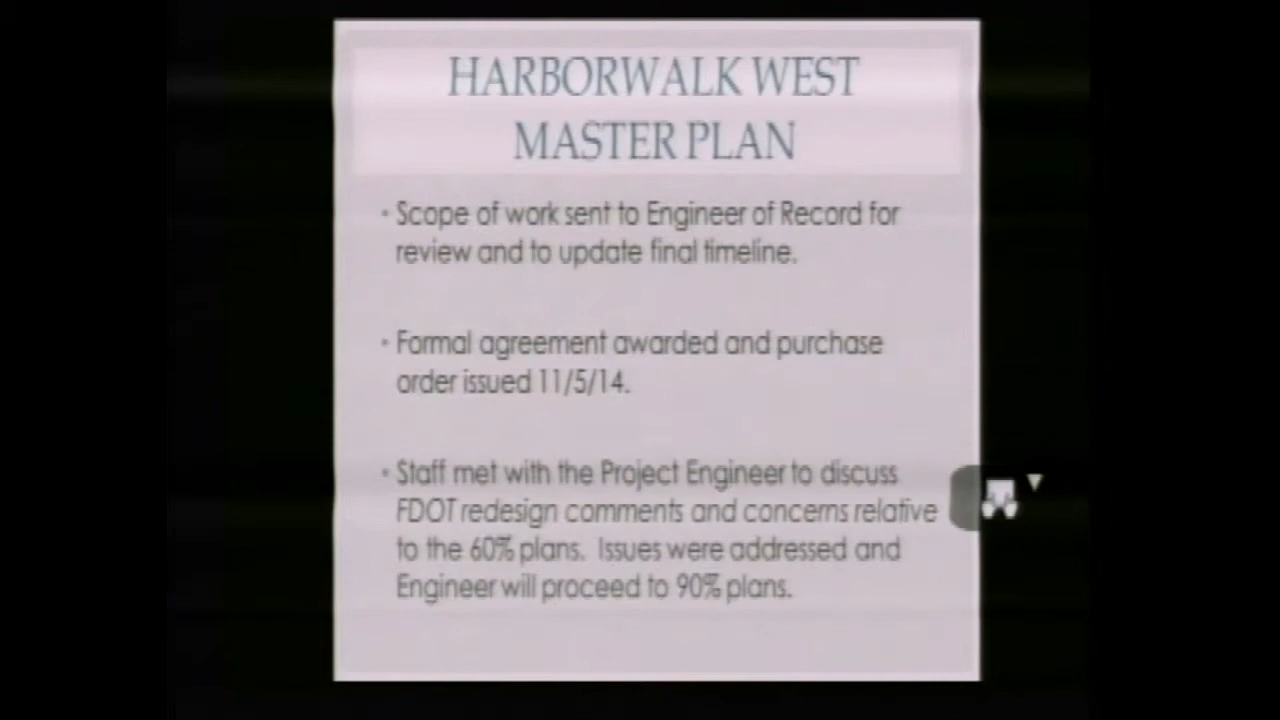 HARBORWALK WEST
MASTER PLAN
• Scope of work sent to Engineer of Record for
review and to update final timeline.
• Formal agreement awarded and purchase
order issued 11/5/14.
• Staff met with the Project Engineer to discuss
FDOT redesign comments and concerns relative
to the 60% plans. Issues were addressed and
Engineer will proceed to 90% plans.